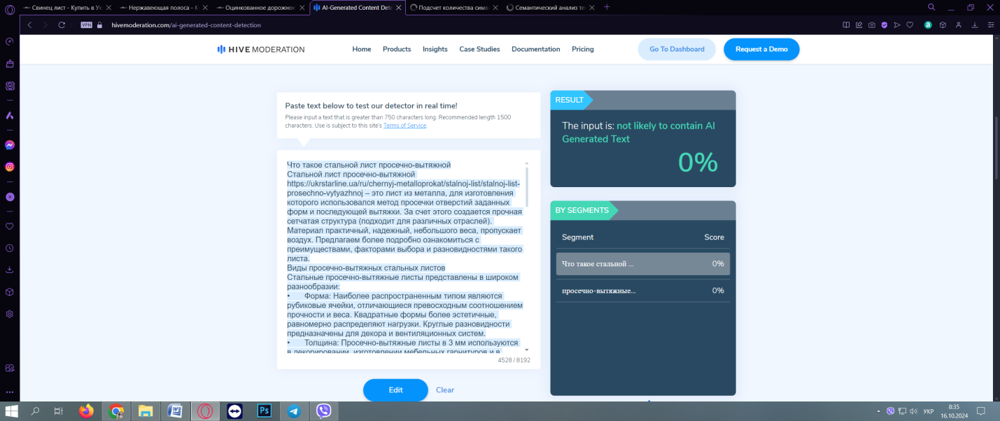 Свинец лист - Купить в Ук
Нержавеющая полоса - К
Оцинкованное дорожное
AI-Generated Content Dete
Подсчет количества симв
Семантический анализ те
VPN
hivemoderation.com/ai-generated-content-detection
HIVE MODERATION
Home
Products
Insights
Case Studies
Documentation
Pricing
Go To Dashboard
Request a Demo
Paste text below to test our detector in real time!
Please input a text that is greater than 750 characters long. Recommended length 1500
characters. Use is subject to this site's Terms of Service.
Что такое стальной лист просечно-вытяжной
Стальной лист просечно-вытяжной
https://ukrstarline.ua/ru/chernyj-metalloprokat/stalnoj-list/stalnoj-list-
prosechno-vytyazhnoj – это лист из металла, для изготовления
которого использовался метод просечки отверстий заданных
форм и последующей вытяжки. За счет этого создается прочная
сетчатая структура (подходит для различных отраслей).
Материал практичный, надежный, небольшого веса, пропускает
воздух. Предлагаем более подробно ознакомиться с
преимуществами, факторами выбора и разновидностями такого
листа.
Виды просечно-вытяжных стальных листов
Стальные просечно-вытяжные листы представлены в широком
разнообразии:
• Форма: Наиболее распространенным типом являются
рубиковые ячейки, отличающиеся превосходным соотношением
прочности и веса. Квадратные формы более эстетичные,
равномерно распределяют нагрузки. Круглые разновидности
предназначены для декора и вентиляционных систем.
• Толщина: Просечно-вытяжные листы в 3 мм используются
в декорировании, изготовлении мебельных гарнитуров и в
4528 / 8192
Edit
Clear
RESULT
The input is: not likely to contain AI
Generated Text
0%
BY SEGMENTS
Segment Score
Что такое стальной ... 0%
просечно-вытяжные... 0%
Ps
УКР
8:35
16.10.2024